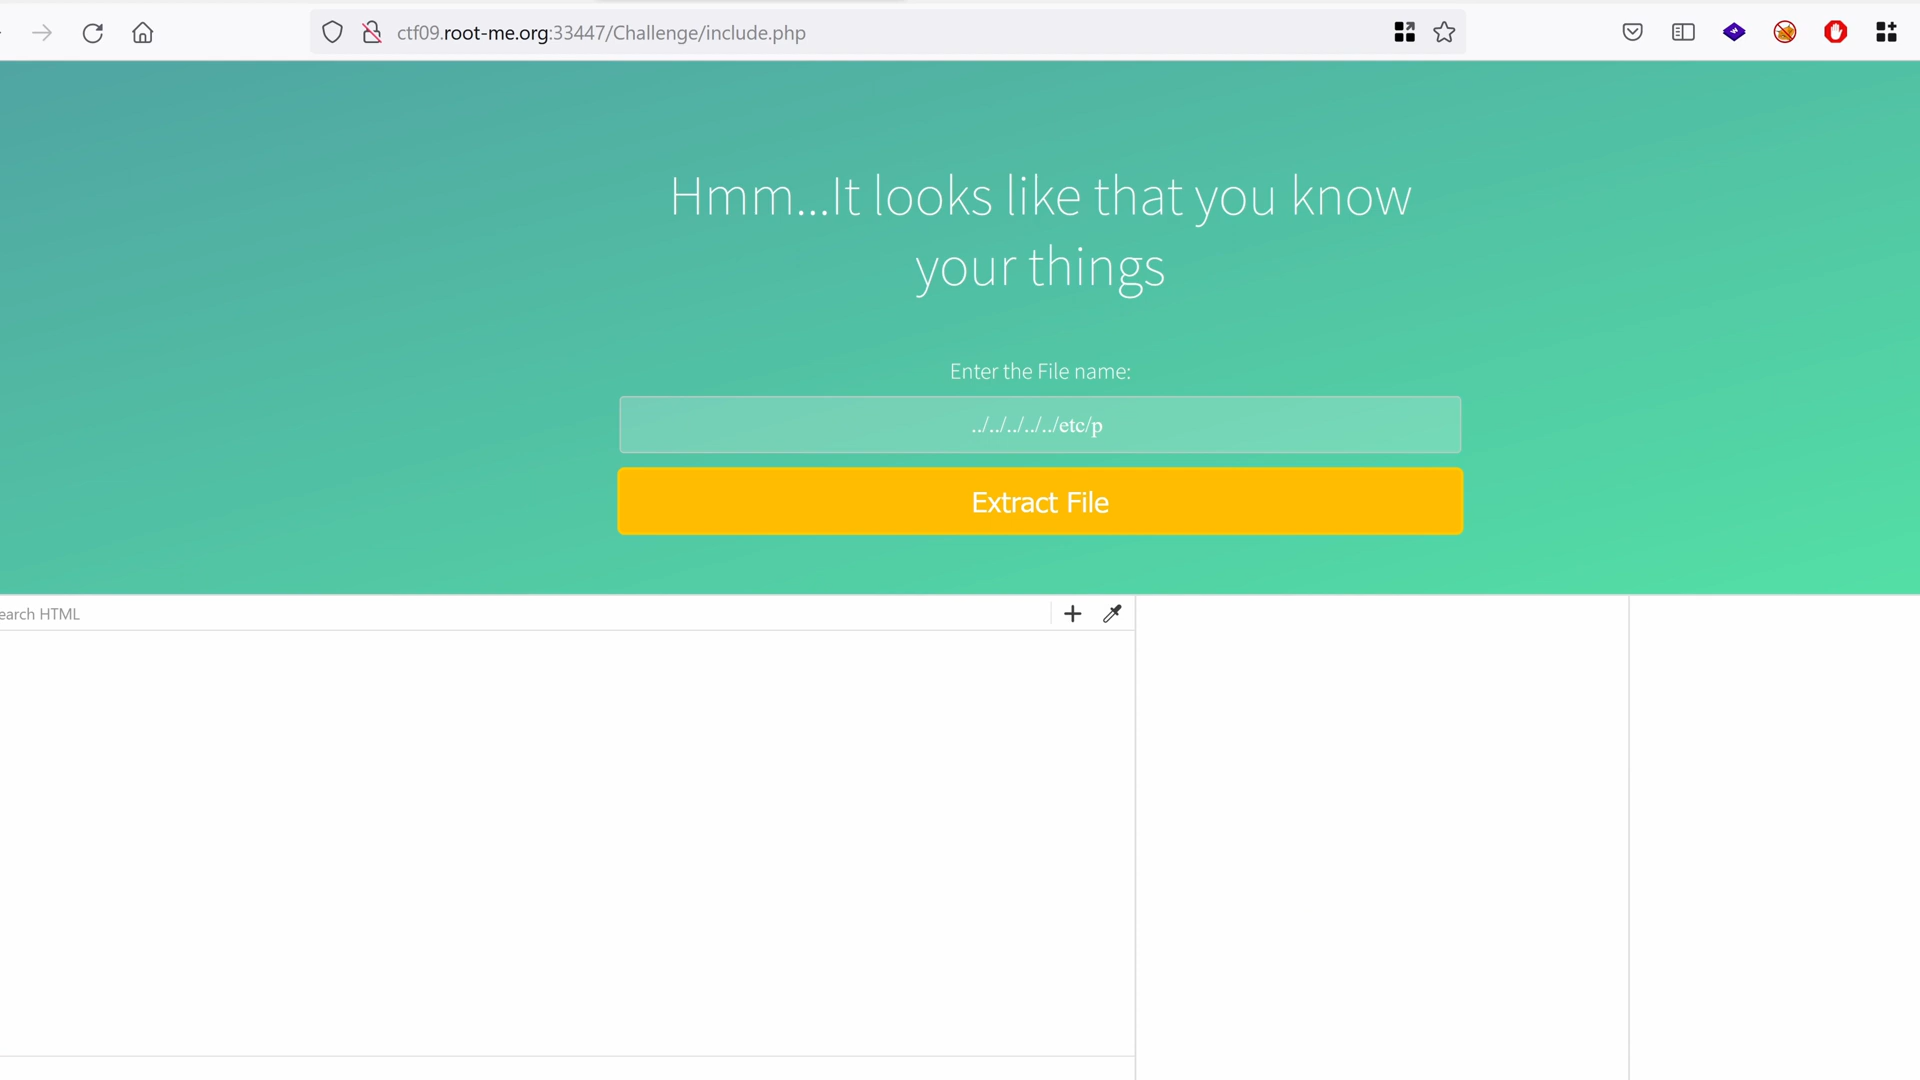 ctf09.root-me.org:33447/Challenge/include.php
Hmm...It looks like that you know
your things
Enter the File name:
../../../../../etc/p
Extract File
earch HTML